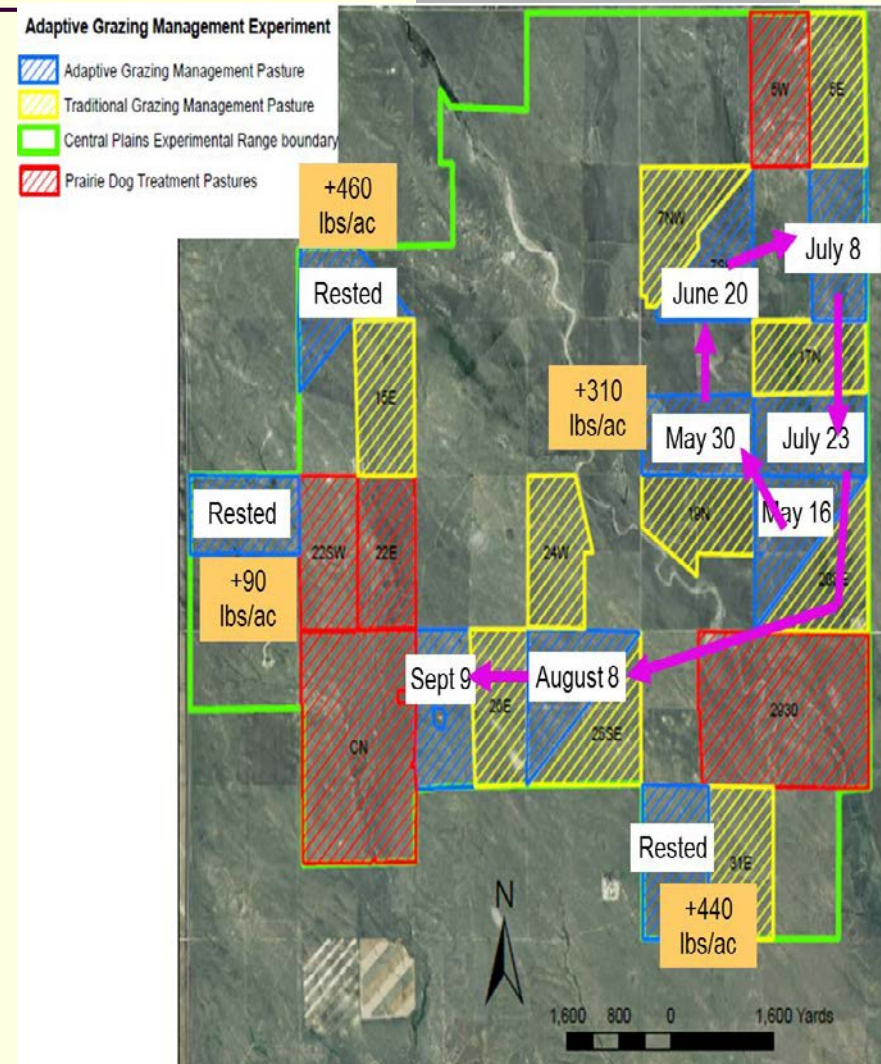 Adaptive Grazing Management Experiment
Adaptive Grazing Management Pasture
Traditional Grazing Management Pasture
Central Plains Experimental Range boundary
Prairie Dog Treatment Pastures
+460
lbs/ac
5W
7NW
July 8
Rested
June 20
17N
15E
+310
lbs/ac
May 30
July 23
Rested
22SW
22E
24W
19N
May 16
+90
lbs/ac
Sept 9
26E
August 8
25SE
2930
CN
Rested
31E
+440
lbs/ac
N
1,600 800 0 1,600 Yards